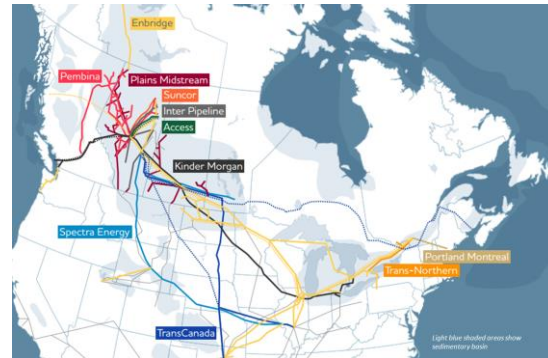 Enbridge
Pembina
Plains Midstream
Suncor
Inter Pipeline
Access
Kinder Morgan
Spectra Energy
Portland Montreal
Trans-Northern
TransCanada
Light blue shaded areas show
sedimentary basin